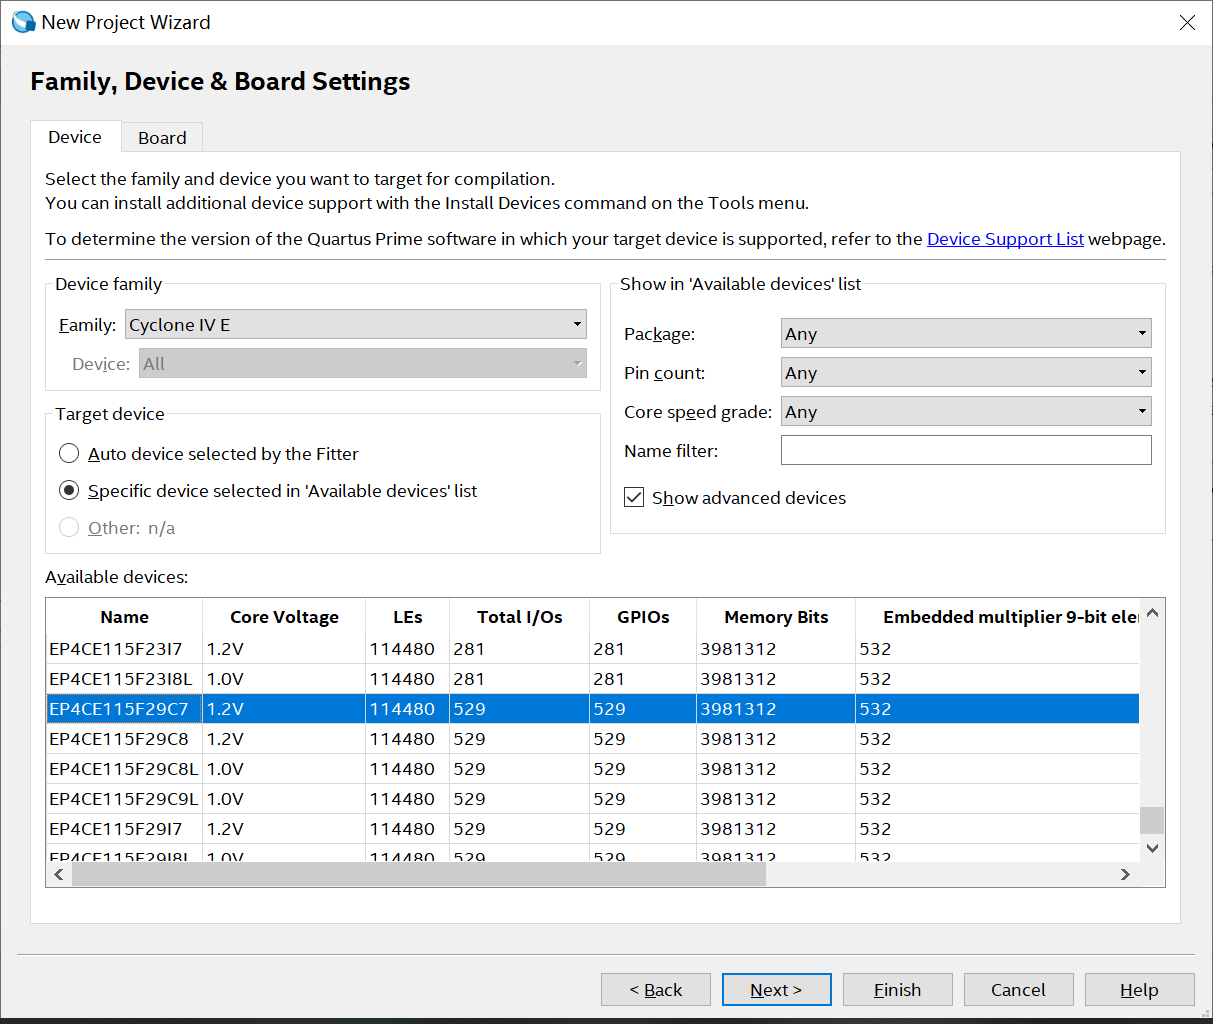 New Project Wizard
Family, Device & Board Settings
Device
Board
Select the family and device you want to target for compilation.
You can install additional device support with the Install Devices command on the Tools menu.
To determine the version of the Quartus Prime software in which your target device is supported, refer to the Device Support List webpage.
Device family
Family: Cyclone IV E
Device: All
Target device
Auto device selected by the Fitter
Specific device selected in 'Available devices' list
Other: n/a
Show in 'Available devices' list
Package: Any
Pin count: Any
Core speed grade: Any
Name filter:
Show advanced devices
Available devices:
Name Core Voltage LEs Total I/Os GPIOs Memory Bits Embedded multiplier 9-bit ele
EP4CE115F23I7 1.2V 114480 281 281 3981312 532
EP4CE115F23I8L 1.0V 114480 281 281 3981312 532
EP4CE115F29C7 1.2V 114480 529 529 3981312 532
EP4CE115F29C8 1.2V 114480 529 529 3981312 532
EP4CE115F29C8L 1.0V 114480 529 529 3981312 532
EP4CE115F29C9L 1.0V 114480 529 529 3981312 532
EP4CE115F29I7 1.2V 114480 529 529 3981312 532
EP4CE115F29I8L 1.0V 114480 529 529 3981312 532
< Back
Next >
Finish
Cancel
Help